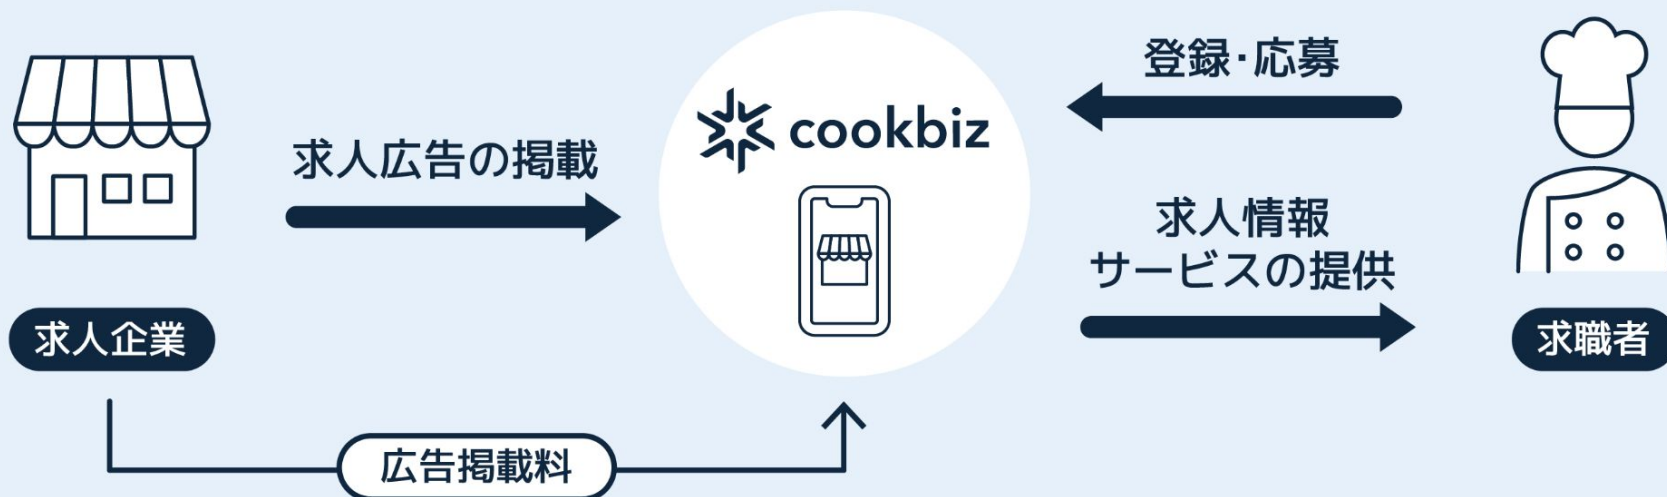 求人広告の掲載
求人企業
cookbiz
登録・応募
求人情報
サービスの提供
求職者
広告掲載料